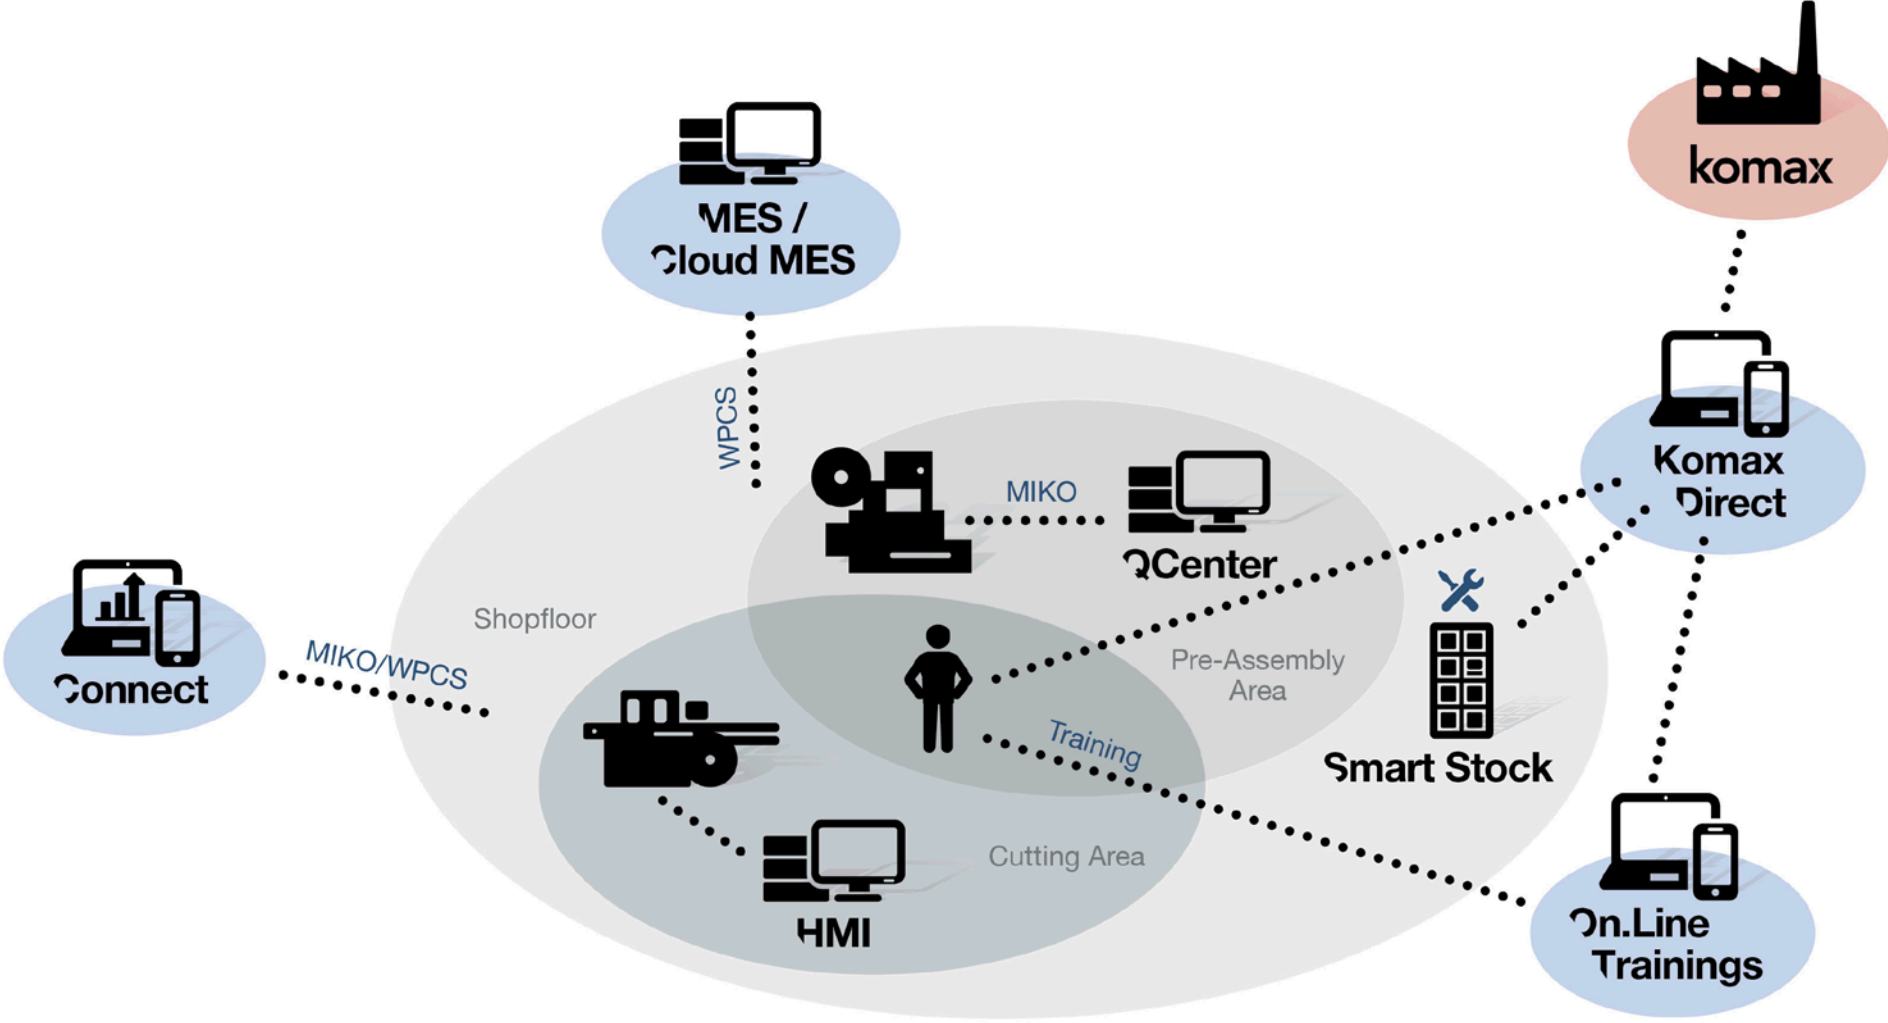 komax
MES /
Cloud MES
WPCS
Komax
Direct
MIKO
QCenter
Shopfloor
MIKO/WPCS
Connect
Pre-Assembly
Area
Training
Smart Stock
Cutting Area
HMI
On.Line
Trainings